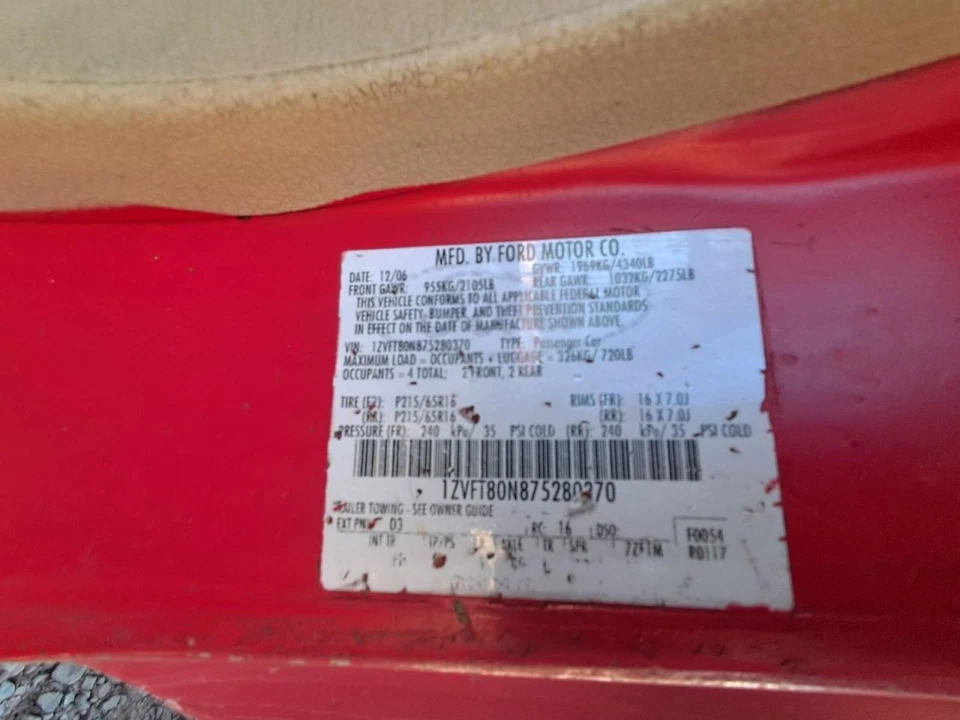 MFD. BY FORD MOTOR CO.
DATE: 12/06 GVWR: 1969KG/4340LB
FRONT GAWR: 955KG/2105LB REAR GAWR: 1032KG/2275LB
THIS VEHICLE CONFORMS TO ALL APPLICABLE FEDERAL MOTOR
VEHICLE SAFETY, BUMPER, AND THEFT PREVENTION STANDARDS
IN EFFECT ON THE DATE OF MANUFACTURE SHOWN ABOVE.
VIN: 1ZVFT80N875280370 TYPE: Passenger Car
MAXIMUM LOAD = OCCUPANTS + LUGGAGE = 326KG/720LB
OCCUPANTS = 4 TOTAL; 2 FRONT, 2 REAR
TIRE (FR): P215/65R16 RIMS (FR): 16 X 7.0J
(RR): P215/65R16 (RR): 16 X 7.0J
PRESSURE (FR): 240 kPa/ 35 PSI COLD (RR): 240 kPa/ 35 PSI COLD
1ZVFT80N875280370
TRAILER TOWING - SEE OWNER GUIDE
EXT PNT: D3 RC: 16 DSO:
INT TR TP/PS AXLE TR SPR 7ZFTM
L
F0054
R0117